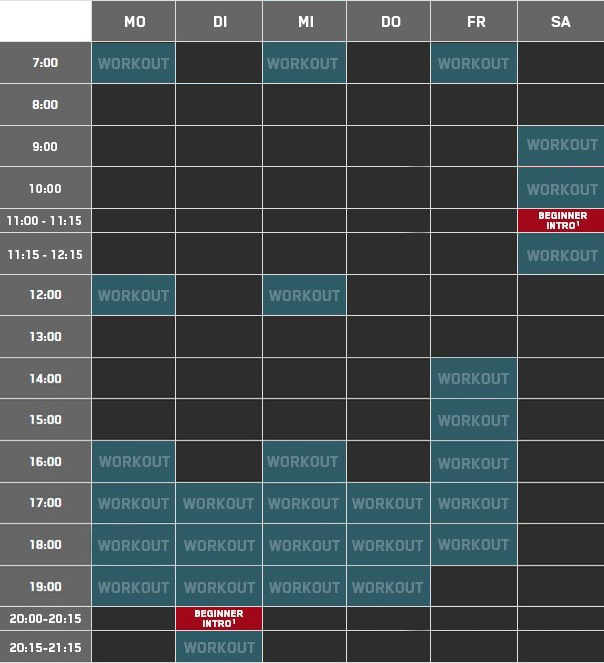 MO DI MI DO FR SA
7:00 WORKOUT WORKOUT WORKOUT
8:00
9:00 WORKOUT
10:00 WORKOUT
11:00 - 11:15 BEGINNER
INTRO¹
11:15 - 12:15 WORKOUT
12:00 WORKOUT WORKOUT
13:00
14:00 WORKOUT
15:00 WORKOUT
16:00 WORKOUT WORKOUT WORKOUT
17:00 WORKOUT WORKOUT WORKOUT WORKOUT WORKOUT
18:00 WORKOUT WORKOUT WORKOUT WORKOUT WORKOUT
19:00 WORKOUT WORKOUT WORKOUT WORKOUT
20:00-20:15 BEGINNER
INTRO¹
20:15-21:15 WORKOUT